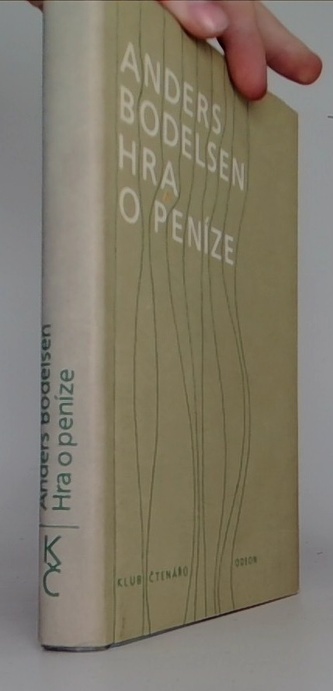 ANDERS
BODELSEN
HRA
O PENÍZE
KLUB ČTENÁŘŮ
ODEON
Anders Bodelsen
Hra o peníze